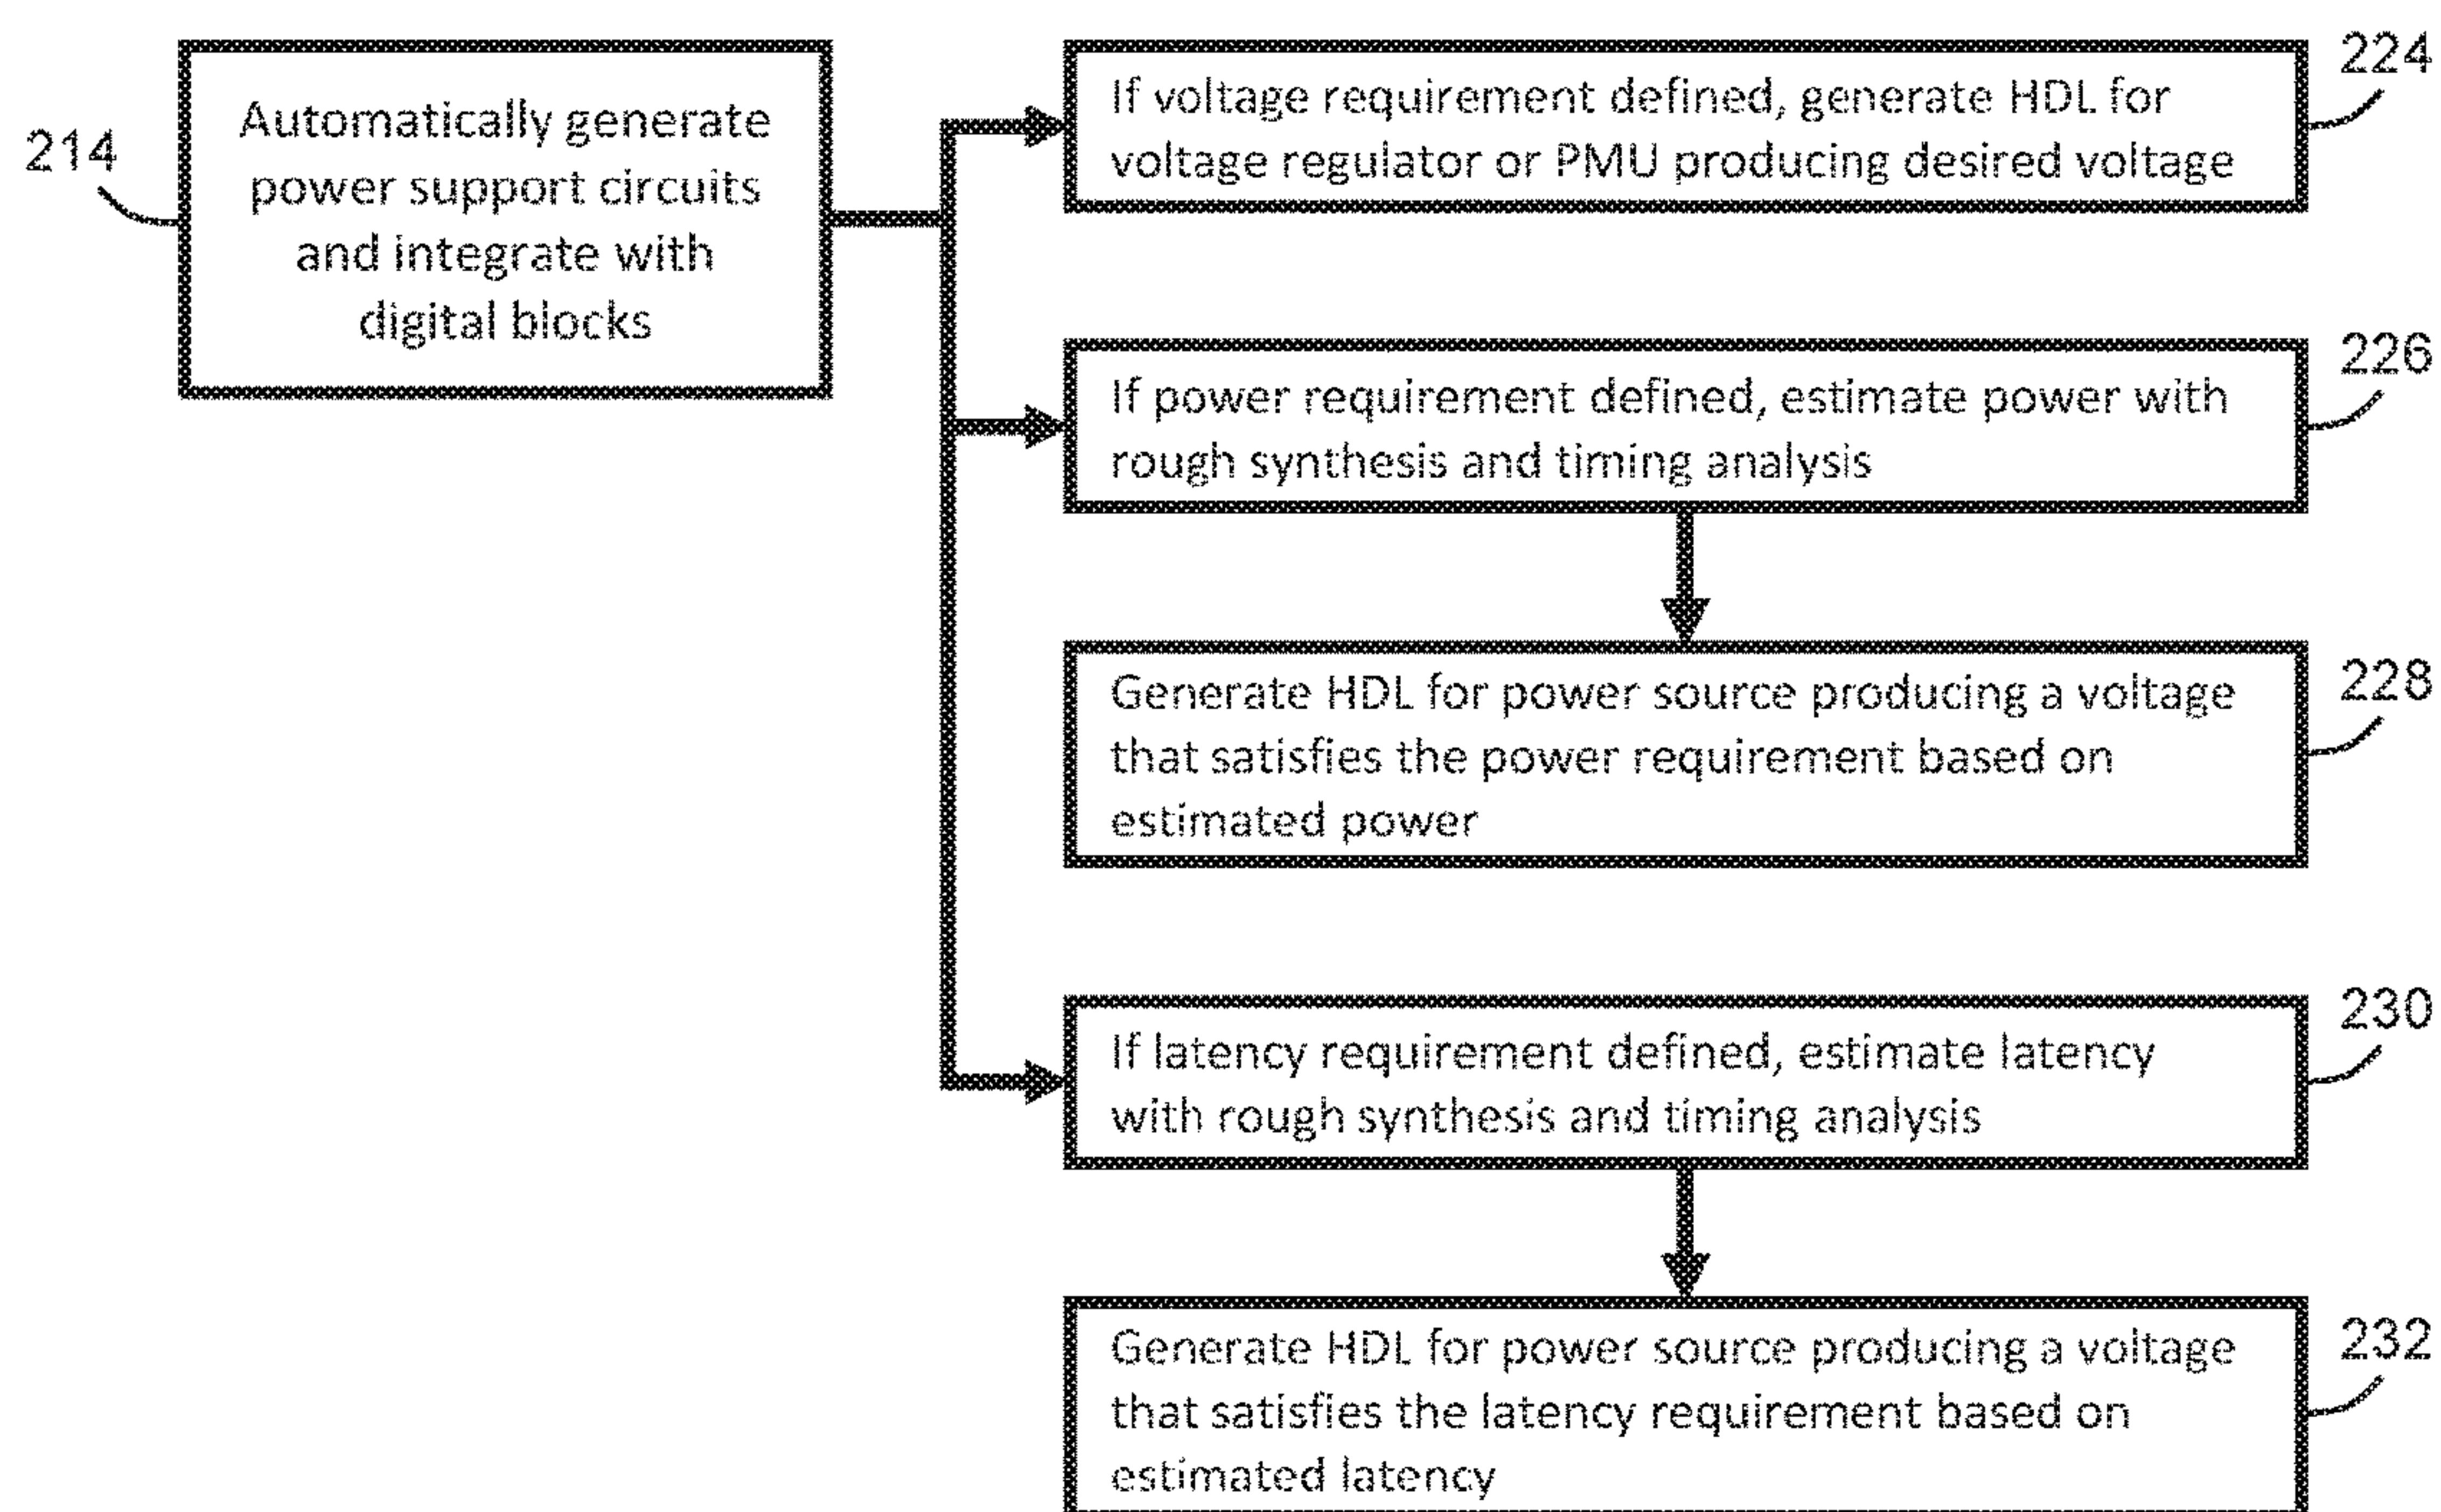 214
Automatically generate
power support circuits
and integrate with
digital blocks
224
If voltage requirement defined, generate HDL for
voltage regulator or PMU producing desired voltage
226
If power requirement defined, estimate power with
rough synthesis and timing analysis
228
Generate HDL for power source producing a voltage
that satisfies the power requirement based on
estimated power
230
If latency requirement defined, estimate latency
with rough synthesis and timing analysis
232
Generate HDL for power source producing a voltage
that satisfies the latency requirement based on
estimated latency